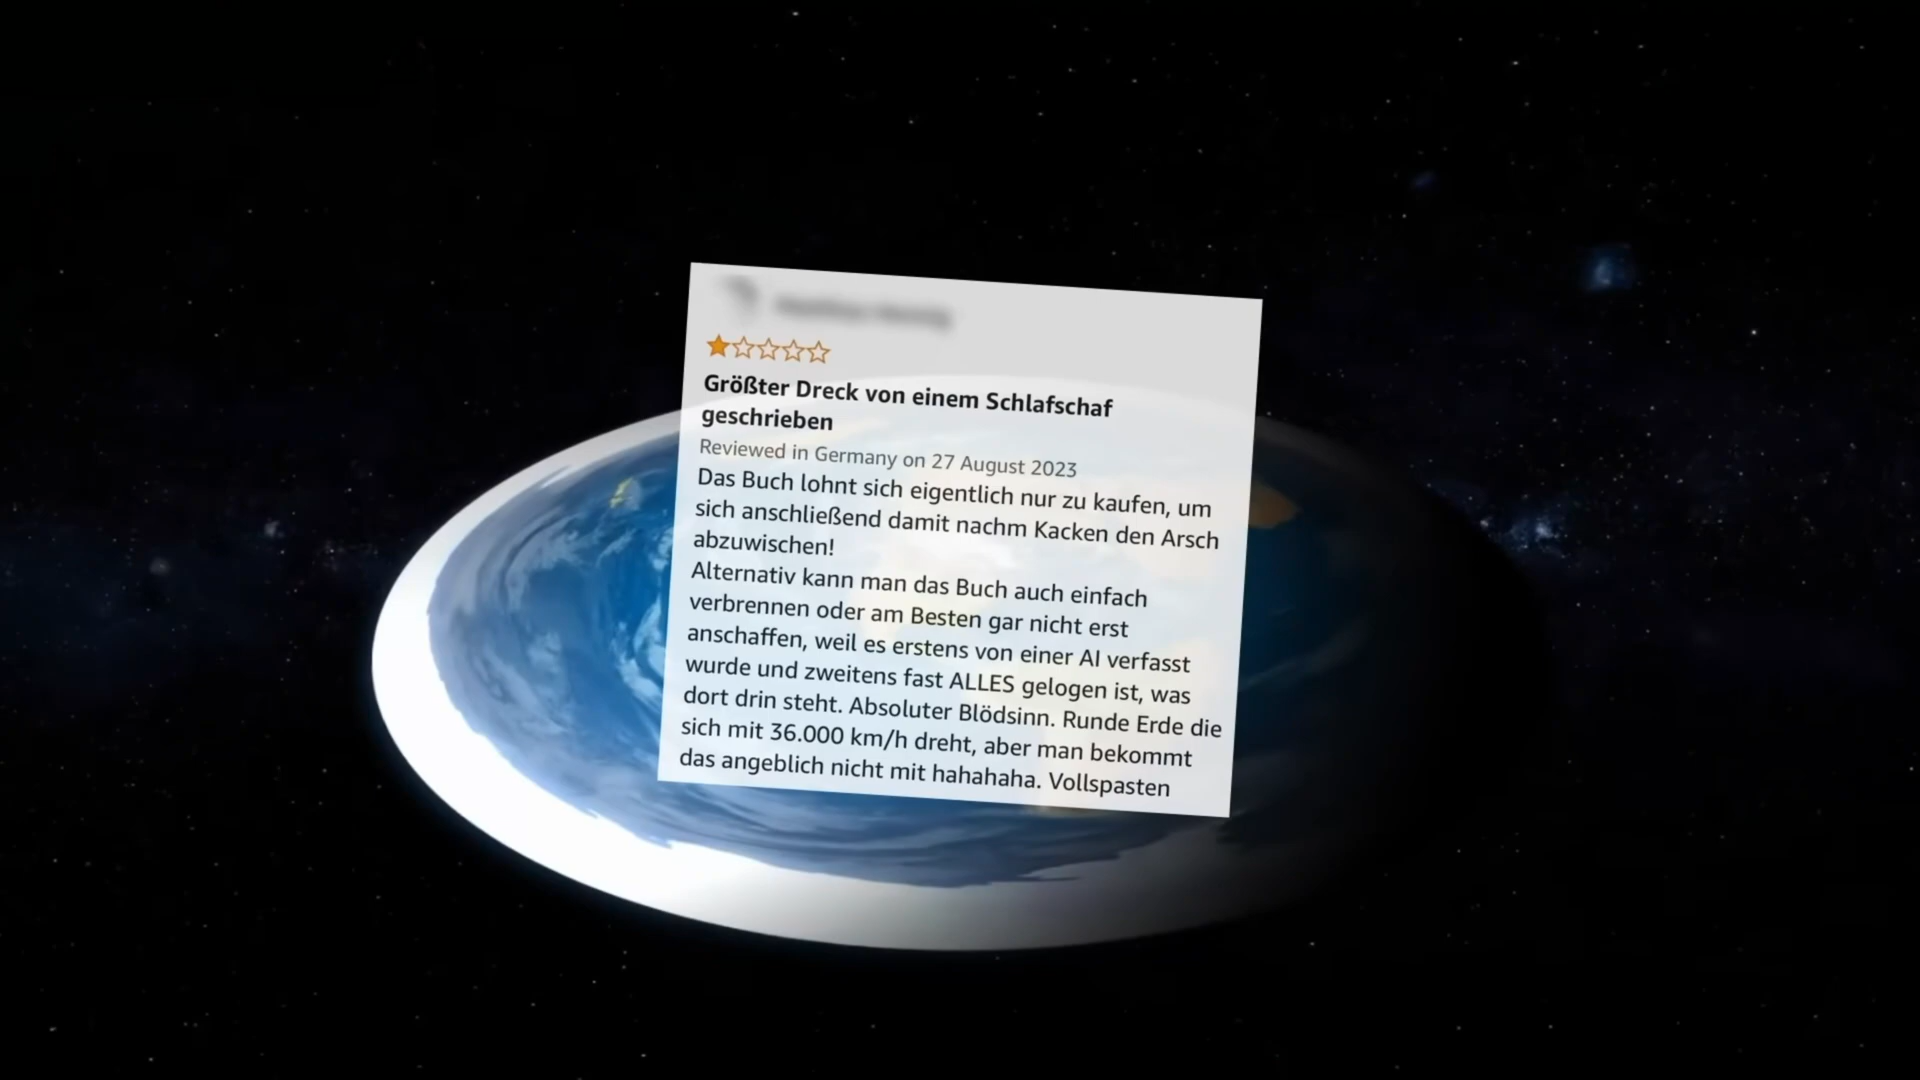 Größter Dreck von einem Schlafschaf
geschrieben
Reviewed in Germany on 27 August 2023
Das Buch lohnt sich eigentlich nur zu kaufen, um
sich anschließend damit nachm Kacken den Arsch
abzuwischen!
Alternativ kann man das Buch auch einfach
verbrennen oder am Besten gar nicht erst
anschaffen, weil es erstens von einer AI verfasst
wurde und zweitens fast ALLES gelogen ist, was
dort drin steht. Absoluter Blödsinn. Runde Erde die
sich mit 36.000 km/h dreht, aber man bekommt
das angeblich nicht mit hahahaha. Vollspasten